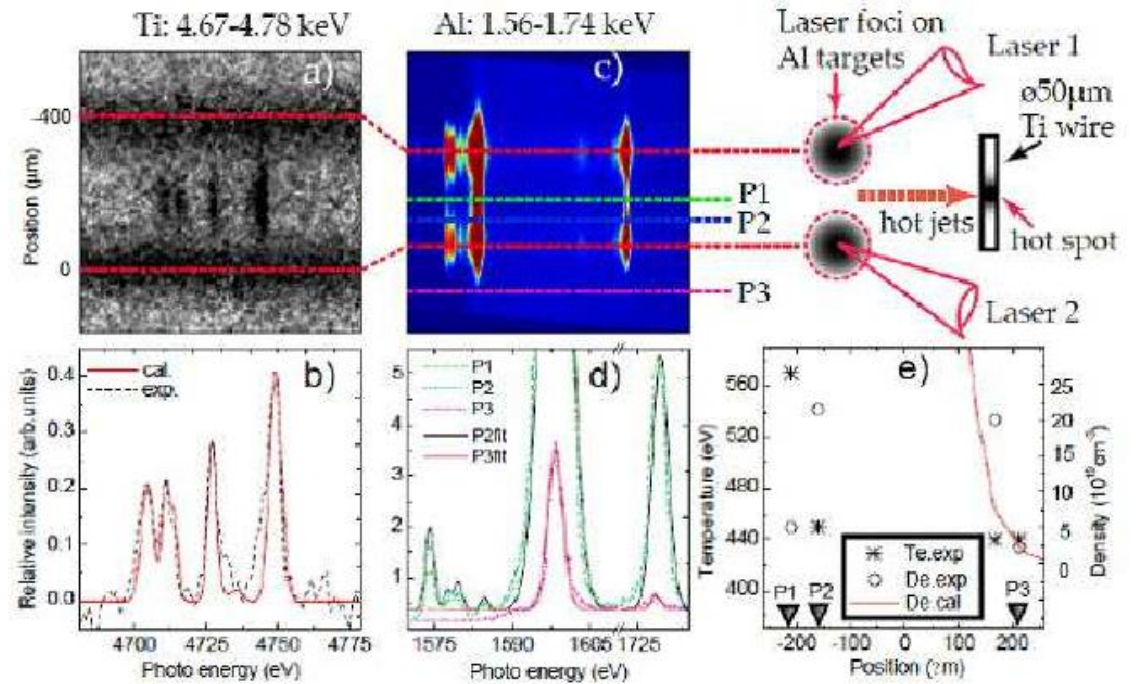 Ti: 4.67-4.78 keV
Al: 1.56-1.74 keV
Laser foci on
Al targets
Laser 1
ø50μm
Ti wire
a)
c)
-400
0
Position (μm)
P1
P2
P3
hot jets
hot spot
Laser 2
b)
cal.
exp.
0.4
0.3
0.2
0.1
0.0
Relative intensity (arb.units)
4700
4725
4750
4775
Photo energy (eV)
d)
P1
P2
P3
P2fit
P3fit
5
4
3
2
1
1575
1590
1605
1725
Photo energy (eV)
e)
560
520
480
440
400
Temperature (eV)
25
20
15
10
5
0
Density (10¹⁹cm⁻³)
Te.exp
De.exp
De cal
P1
P2
P3
-200
-100
0
100
200
Position (?m)